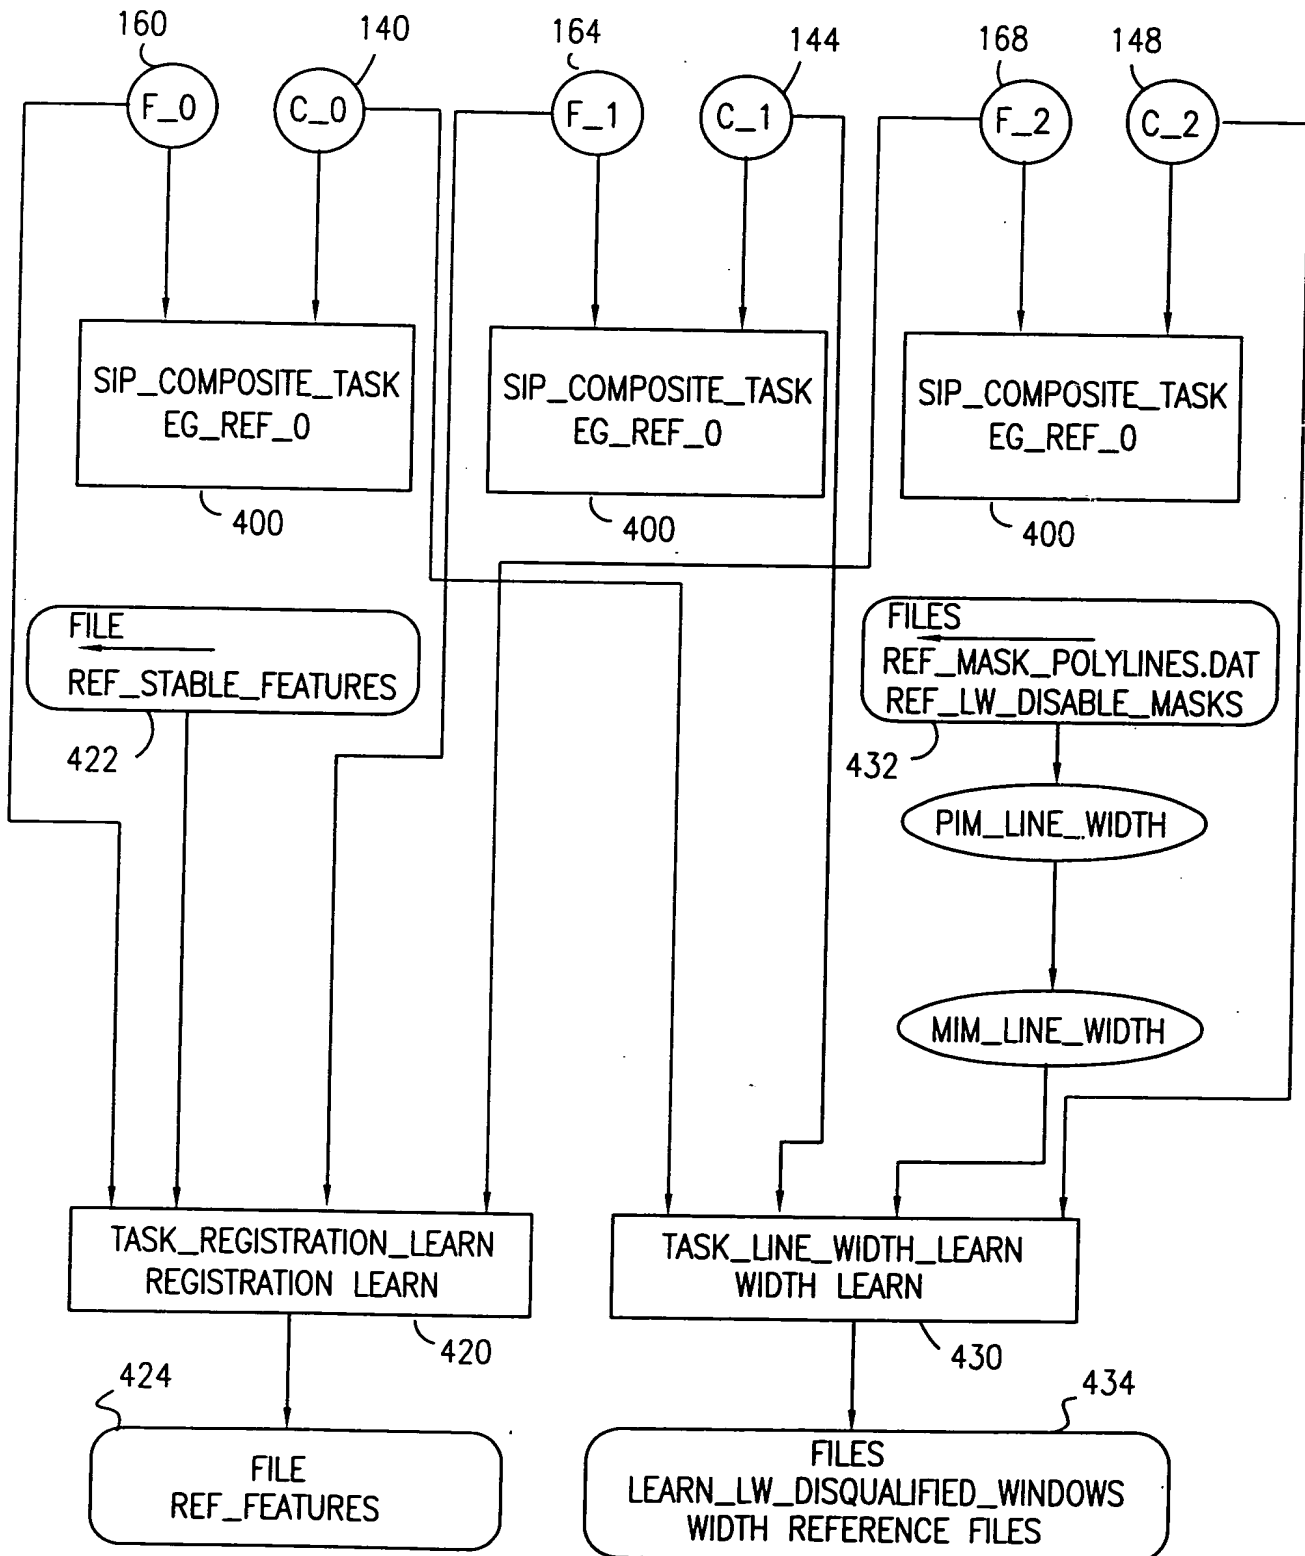 160
140
164
144
168
148
F_0
C_0
F_1
C_1
F_2
C_2
SIP_COMPOSITE_TASK
EG_REF_0
SIP_COMPOSITE_TASK
EG_REF_0
SIP_COMPOSITE_TASK
EG_REF_0
400
400
400
FILE
REF_STABLE_FEATURES
422
FILES
REF_MASK_POLYLINES.DAT
REF_LW_DISABLE_MASKS
432
PIM_LINE_WIDTH
MIM_LINE_WIDTH
TASK_REGISTRATION_LEARN
REGISTRATION LEARN
420
TASK_LINE_WIDTH_LEARN
WIDTH LEARN
430
424
FILE
REF_FEATURES
434
FILES
LEARN_LW_DISQUALIFIED_WINDOWS
WIDTH REFERENCE FILES